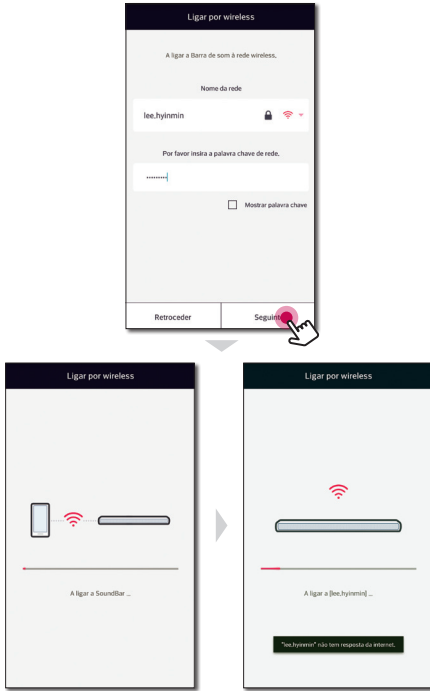 Ligar por wireless
A ligar a Barra de som á rede wireless,
Nome da rede
lee,hyinmin
Por favor insira a palavra chave de rede,
Mostrar palavra chave
Retroceder
Seguint
Ligar por wireless
A ligar a SoundBar ...
Ligar por wireless
A ligar a [lee.hyinmin] ...
"lee,hyinmin" não tem resposta da internet,